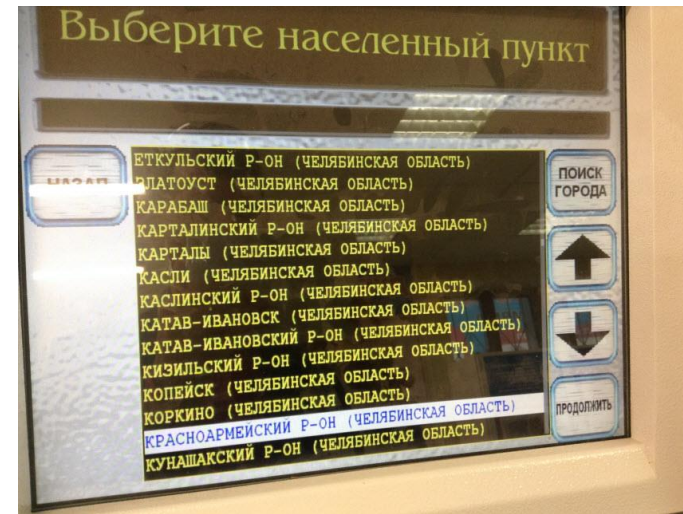 Выберите населенный пункт
НАЗАД
ЕТКУЛЬСКИЙ Р-ОН (ЧЕЛЯБИНСКАЯ ОБЛАСТЬ)
ЗЛАТОУСТ (ЧЕЛЯБИНСКАЯ ОБЛАСТЬ)
КАРАБАШ (ЧЕЛЯБИНСКАЯ ОБЛАСТЬ)
КАРТАЛИНСКИЙ Р-ОН (ЧЕЛЯБИНСКАЯ ОБЛАСТЬ)
КАРТАЛЫ (ЧЕЛЯБИНСКАЯ ОБЛАСТЬ)
КАСЛИ (ЧЕЛЯБИНСКАЯ ОБЛАСТЬ)
КАСЛИНСКИЙ Р-ОН (ЧЕЛЯБИНСКАЯ ОБЛАСТЬ)
КАТАВ-ИВАНОВСК (ЧЕЛЯБИНСКАЯ ОБЛАСТЬ)
КАТАВ-ИВАНОВСКИЙ Р-ОН (ЧЕЛЯБИНСКАЯ ОБЛАСТЬ)
КИЗИЛЬСКИЙ Р-ОН (ЧЕЛЯБИНСКАЯ ОБЛАСТЬ)
КОПЕЙСК (ЧЕЛЯБИНСКАЯ ОБЛАСТЬ)
КОРКИНО (ЧЕЛЯБИНСКАЯ ОБЛАСТЬ)
КРАСНОАРМЕЙСКИЙ Р-ОН (ЧЕЛЯБИНСКАЯ ОБЛАСТЬ)
КУНАШАКСКИЙ Р-ОН (ЧЕЛЯБИНСКАЯ ОБЛАСТЬ)
ПОИСК
ГОРОДА
ПРОДОЛЖИТЬ